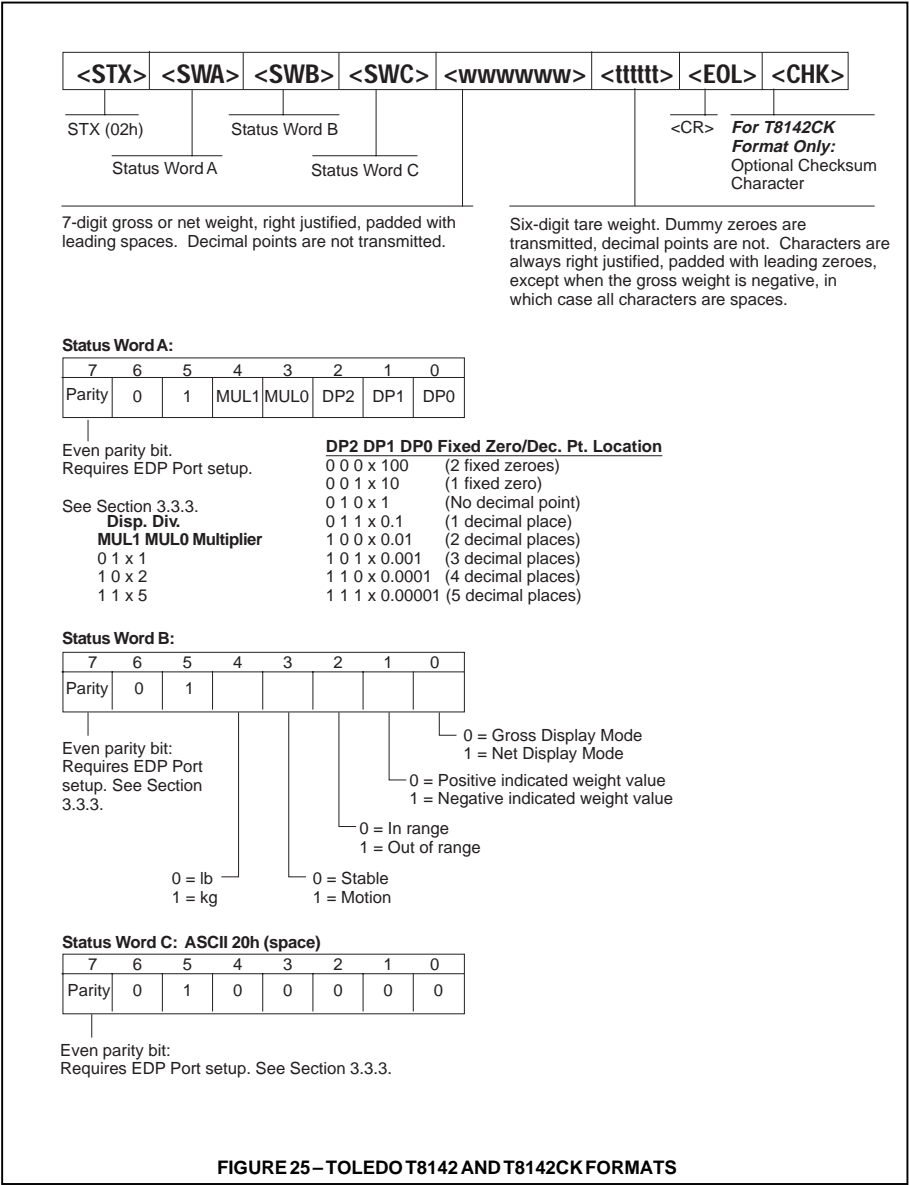 <STX> <SWA> <SWB> <SWC> <wwwwww> <tttttt> <EOL> <CHK>
STX (02h)
Status Word A
Status Word B
Status Word C
<CR>
For T8142CK
Format Only:
Optional Checksum
Character
7-digit gross or net weight, right justified, padded with
leading spaces. Decimal points are not transmitted.
Six-digit tare weight. Dummy zeroes are
transmitted, decimal points are not. Characters are
always right justified, padded with leading zeroes,
except when the gross weight is negative, in
which case all characters are spaces.
Status Word A:
7 6 5 4 3 2 1 0
Parity 0 1 MUL1 MUL0 DP2 DP1 DP0
Even parity bit.
Requires EDP Port setup.
See Section 3.3.3.
Disp. Div.
MUL1 MUL0 Multiplier
0 1 x 1
1 0 x 2
1 1 x 5
DP2 DP1 DP0 Fixed Zero/Dec. Pt. Location
0 0 0 x 100 (2 fixed zeroes)
0 0 1 x 10 (1 fixed zero)
0 1 0 x 1 (No decimal point)
0 1 1 x 0.1 (1 decimal place)
1 0 0 x 0.01 (2 decimal places)
1 0 1 x 0.001 (3 decimal places)
1 1 0 x 0.0001 (4 decimal places)
1 1 1 x 0.00001 (5 decimal places)
Status Word B:
7 6 5 4 3 2 1 0
Parity 0 1
Even parity bit:
Requires EDP Port
setup. See Section
3.3.3.
0 = Gross Display Mode
1 = Net Display Mode
0 = Positive indicated weight value
1 = Negative indicated weight value
0 = In range
1 = Out of range
0 = lb
1 = kg
0 = Stable
1 = Motion
Status Word C: ASCII 20h (space)
7 6 5 4 3 2 1 0
Parity 0 1 0 0 0 0 0
Even parity bit:
Requires EDP Port setup. See Section 3.3.3.
FIGURE 25 – TOLEDO T8142 AND T8142CK FORMATS